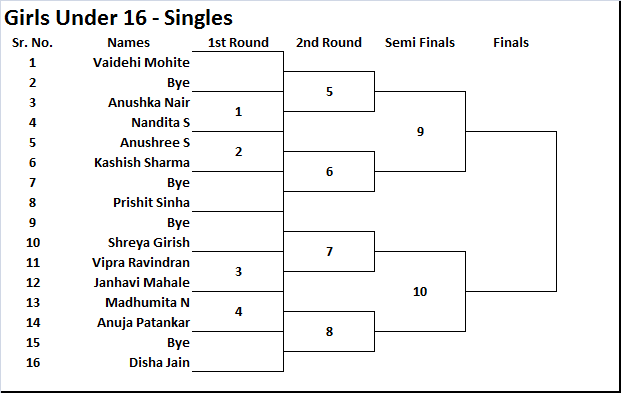 Girls Under 16 - Singles
Sr. No. Names 1st Round 2nd Round Semi Finals Finals
1 Vaidehi Mohite
2 Bye
5
3 Anushka Nair
1
4 Nandita S
9
5 Anushree S
2
6 Kashish Sharma
6
7 Bye
8 Prishit Sinha
9 Bye
10 Shreya Girish
7
11 Vipra Ravindran
3
12 Janhavi Mahale
10
13 Madhumita N
4
14 Anuja Patankar
8
15 Bye
16 Disha Jain